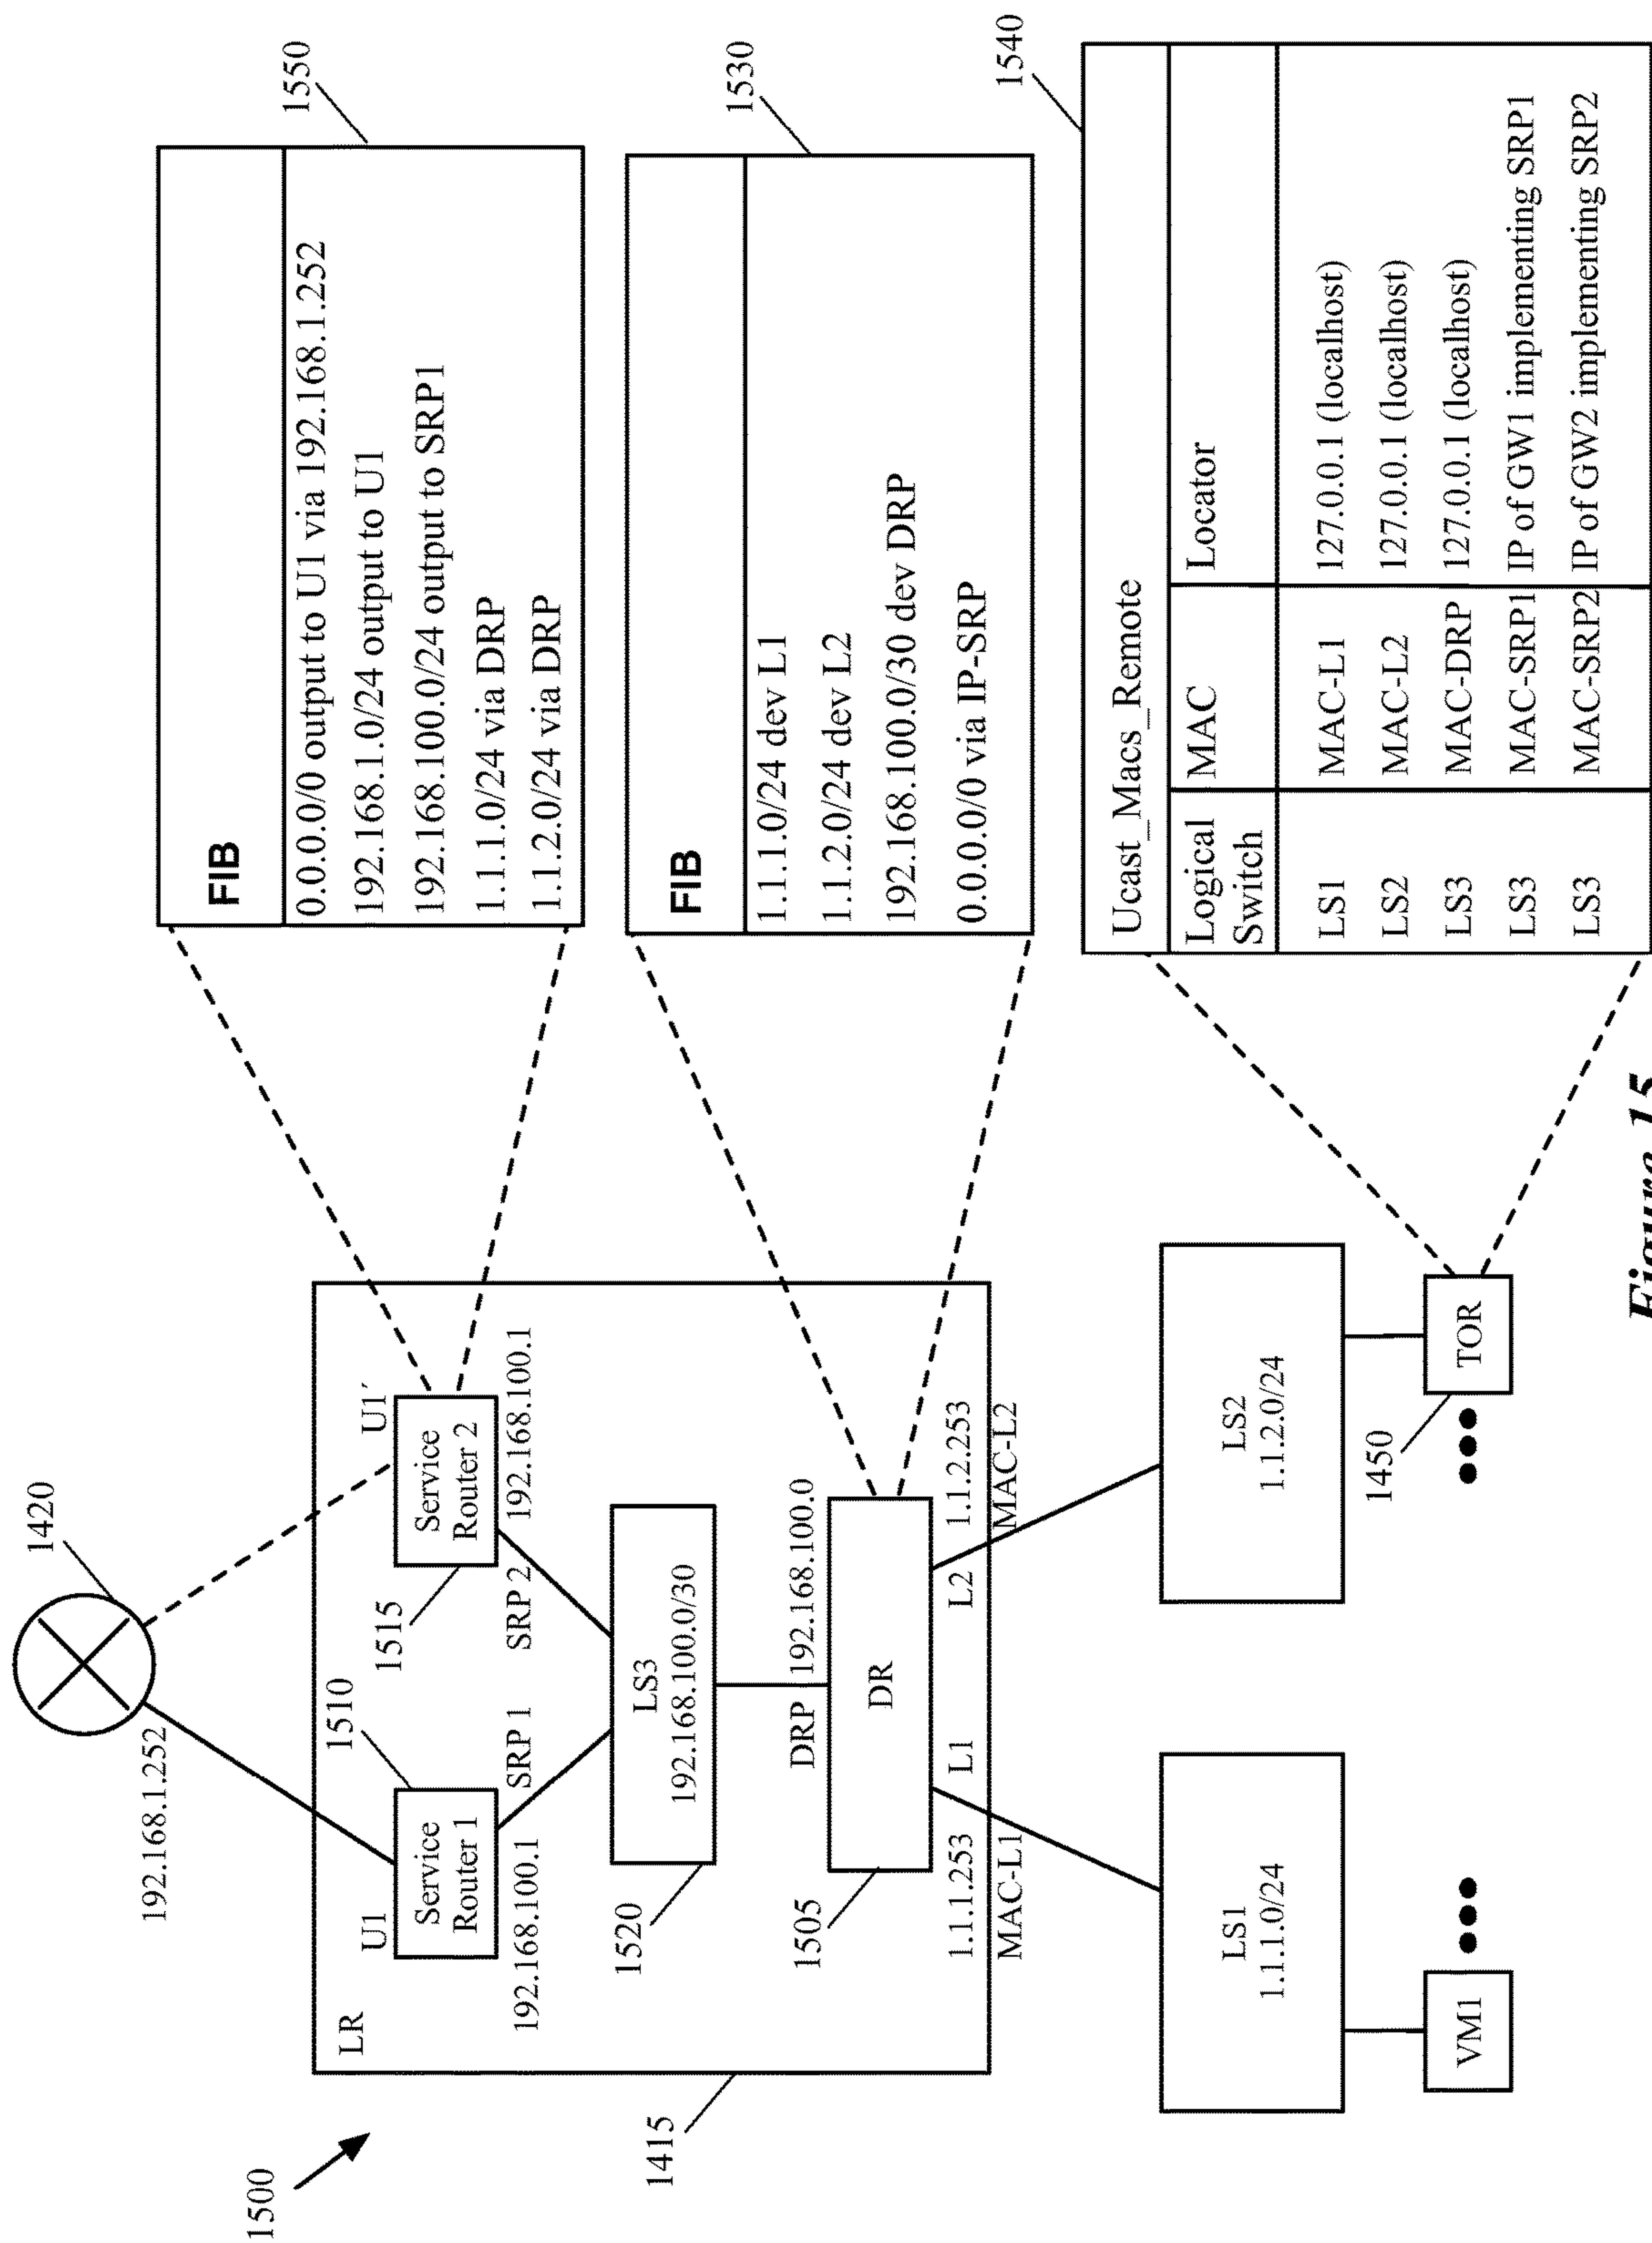 1500
1420
192.168.1.252
1415
LR
U1
1510
Service
Router 1
192.168.100.1
SRP 1
U1´
1515
Service
Router 2
192.168.100.1
SRP 2
1520
LS3
192.168.100.0/30
DRP
192.168.100.0
1505
DR
L1
1.1.1.253
MAC-L1
L2
1.1.2.253
MAC-L2
LS1
1.1.1.0/24
LS2
1.1.2.0/24
VM1
1450
TOR
1550
FIB
0.0.0.0/0 output to U1 via 192.168.1.252
192.168.1.0/24 output to U1
192.168.100.0/24 output to SRP1
1.1.1.0/24 via DRP
1.1.2.0/24 via DRP
1530
FIB
1.1.1.0/24 dev L1
1.1.2.0/24 dev L2
192.168.100.0/30 dev DRP
0.0.0.0/0 via IP-SRP
1540
Ucast_Macs_Remote
Logical Switch MAC Locator
LS1 MAC-L1 127.0.0.1 (localhost)
LS2 MAC-L2 127.0.0.1 (localhost)
LS3 MAC-DRP 127.0.0.1 (localhost)
LS3 MAC-SRP1 IP of GW1 implementing SRP1
LS3 MAC-SRP2 IP of GW2 implementing SRP2
Figure 15